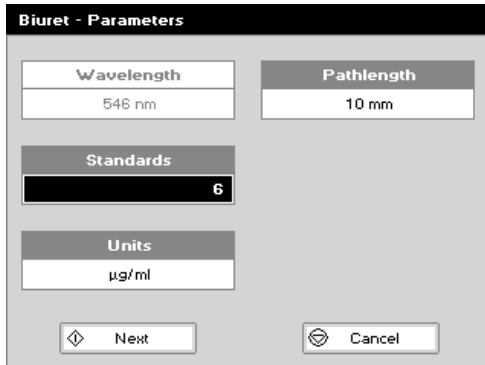 Biuret - Parameters
Wavelength
546 nm
Pathlength
10 mm
Standards
6
Units
µg/ml
Next
Cancel